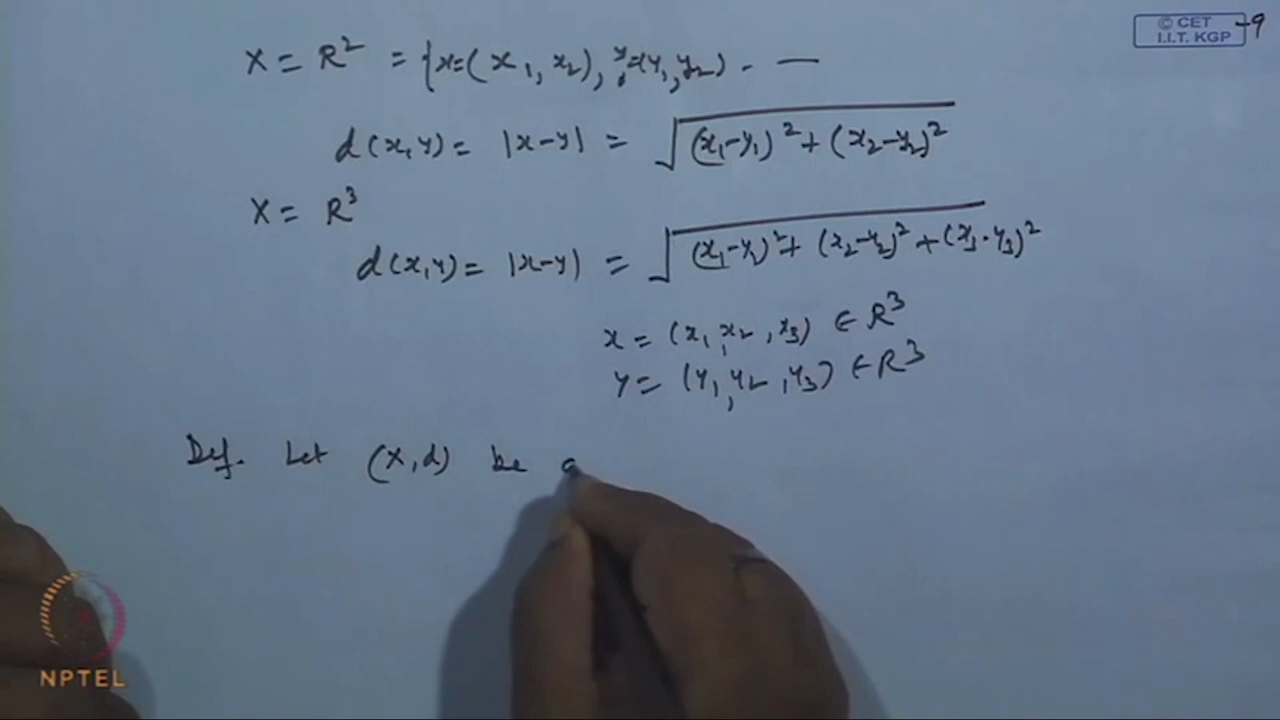 © CET
I.I.T. KGP
-9
X = R² = {x=(x₁, x₂), y=(y₁, y₂) . —
d(x,y) = |x-y| = √((x₁-y₁)² + (x₂-y₂)²)
X = R³
d(x,y) = |x-y| = √((x₁-y₁)² + (x₂-y₂)² + (x₃-y₃)²)
x = (x₁, x₂, x₃) ∈ R³
y = (y₁, y₂, y₃) ∈ R³
Def. Let (X,d) be a
NPTEL